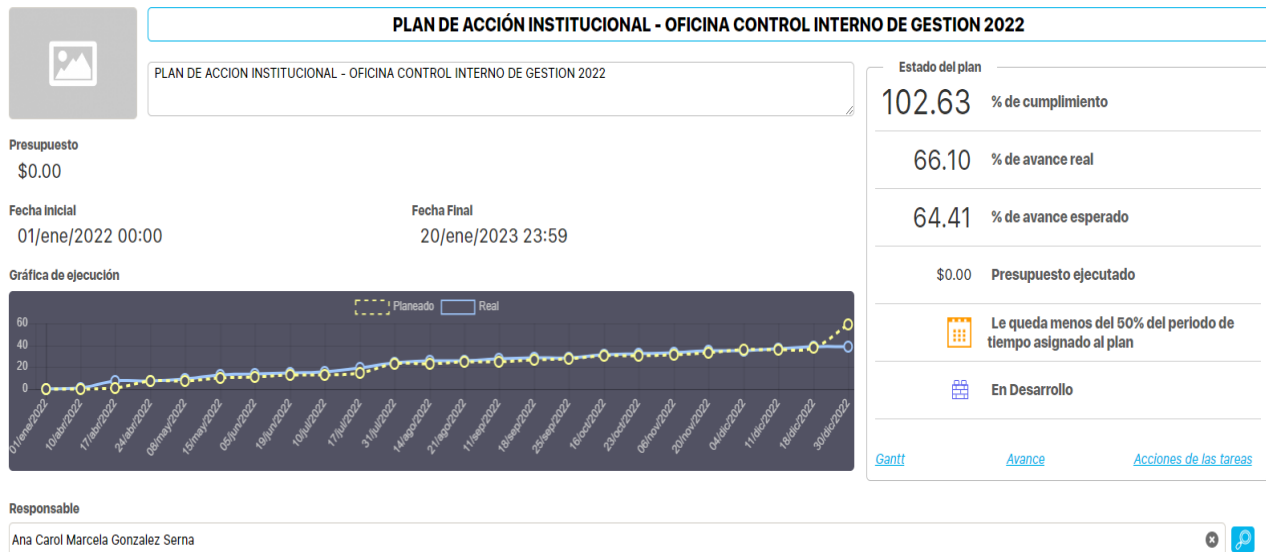 PLAN DE ACCIÓN INSTITUCIONAL - OFICINA CONTROL INTERNO DE GESTION 2022
PLAN DE ACCION INSTITUCIONAL - OFICINA CONTROL INTERNO DE GESTION 2022
Presupuesto
$0.00
Fecha Inicial
Fecha Final
01/ene/2022 00:00
20/ene/2023 23:59
Gráfica de ejecución
Planeado
Real
60
40
20
0
01/ene/2022
10/abr/2022
17/abr/2022
24/abr/2022
08/may/2022
15/may/2022
05/jun/2022
19/jun/2022
10/jul/2022
17/jul/2022
31/jul/2022
14/ago/2022
21/ago/2022
11/sep/2022
18/sep/2022
25/sep/2022
16/oct/2022
23/oct/2022
06/nov/2022
20/nov/2022
04/dic/2022
11/dic/2022
18/dic/2022
30/dic/2022
Estado del plan
102.63 % de cumplimiento
66.10 % de avance real
64.41 % de avance esperado
$0.00 Presupuesto ejecutado
Le queda menos del 50% del periodo de
tiempo asignado al plan
En Desarrollo
Gantt
Avance
Acciones de las tareas
Responsable
Ana Carol Marcela Gonzalez Serna